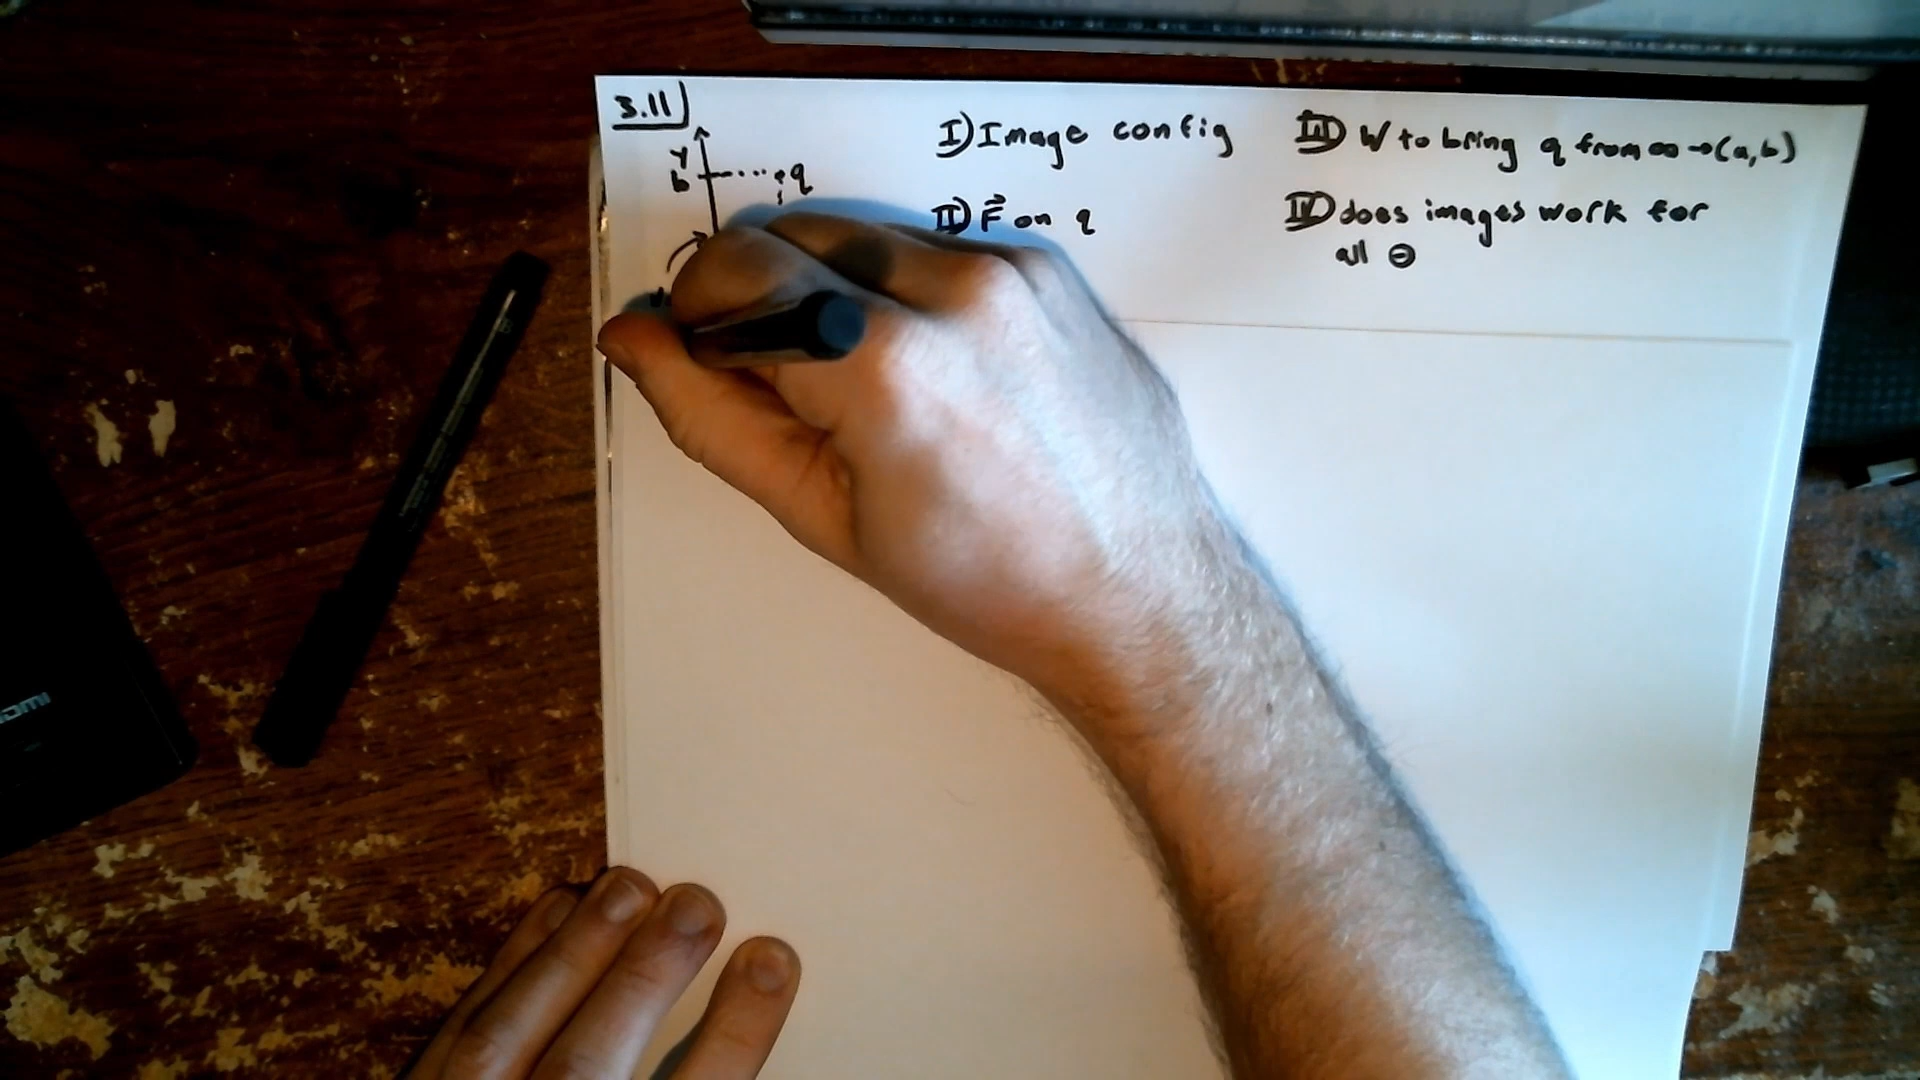 3.11)
y
b q
I) Image config
II) F⃗ on q
III) W to bring q from ∞→(a,b)
IV) does images work for
all Θ